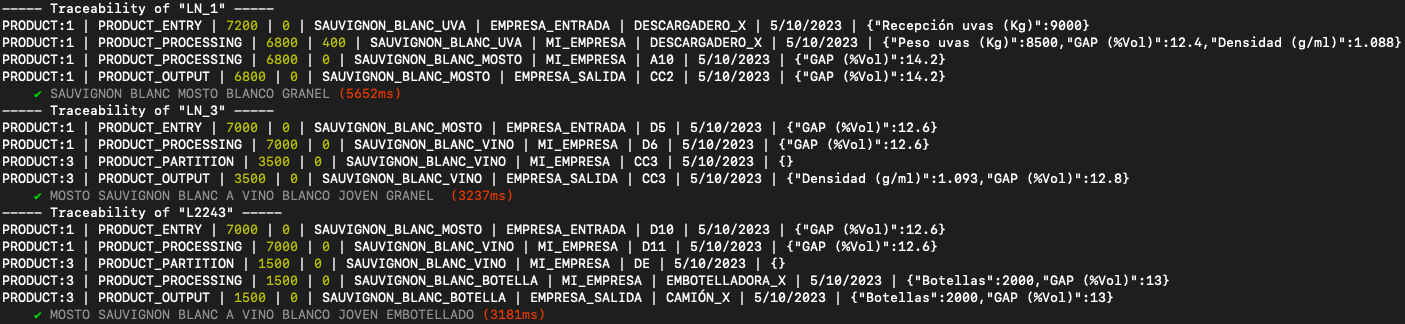 ----- Traceability of "LN_1" -----
PRODUCT:1 | PRODUCT_ENTRY | 7200 | 0 | SAUVIGNON_BLANC_UVA | EMPRESA_ENTRADA | DESCARGADERO_X | 5/10/2023 | {"Recepción uvas (Kg)":9000}
PRODUCT:1 | PRODUCT_PROCESSING | 6800 | 400 | SAUVIGNON_BLANC_UVA | MI_EMPRESA | DESCARGADERO_X | 5/10/2023 | {"Peso uvas (Kg)":8500,"GAP (%Vol)":12.4,"Densidad (g/ml)":1.088}
PRODUCT:1 | PRODUCT_PROCESSING | 6800 | 0 | SAUVIGNON_BLANC_MOSTO | MI_EMPRESA | A10 | 5/10/2023 | {"GAP (%Vol)":14.2}
PRODUCT:1 | PRODUCT_OUTPUT | 6800 | 0 | SAUVIGNON_BLANC_MOSTO | EMPRESA_SALIDA | CC2 | 5/10/2023 | {"GAP (%Vol)":14.2}
✔ SAUVIGNON BLANC MOSTO BLANCO GRANEL (5652ms)
----- Traceability of "LN_3" -----
PRODUCT:1 | PRODUCT_ENTRY | 7000 | 0 | SAUVIGNON_BLANC_MOSTO | EMPRESA_ENTRADA | D5 | 5/10/2023 | {"GAP (%Vol)":12.6}
PRODUCT:1 | PRODUCT_PROCESSING | 7000 | 0 | SAUVIGNON_BLANC_VINO | MI_EMPRESA | D6 | 5/10/2023 | {"GAP (%Vol)":12.6}
PRODUCT:3 | PRODUCT_PARTITION | 3500 | 0 | SAUVIGNON_BLANC_VINO | MI_EMPRESA | CC3 | 5/10/2023 | {}
PRODUCT:3 | PRODUCT_OUTPUT | 3500 | 0 | SAUVIGNON_BLANC_VINO | EMPRESA_SALIDA | CC3 | 5/10/2023 | {"Densidad (g/ml)":1.093,"GAP (%Vol)":12.8}
✔ MOSTO SAUVIGNON BLANC A VINO BLANCO JOVEN GRANEL  (3237ms)
----- Traceability of "L2243" -----
PRODUCT:1 | PRODUCT_ENTRY | 7000 | 0 | SAUVIGNON_BLANC_MOSTO | EMPRESA_ENTRADA | D10 | 5/10/2023 | {"GAP (%Vol)":12.6}
PRODUCT:1 | PRODUCT_PROCESSING | 7000 | 0 | SAUVIGNON_BLANC_VINO | MI_EMPRESA | D11 | 5/10/2023 | {"GAP (%Vol)":12.6}
PRODUCT:3 | PRODUCT_PARTITION | 1500 | 0 | SAUVIGNON_BLANC_VINO | MI_EMPRESA | DE | 5/10/2023 | {}
PRODUCT:3 | PRODUCT_PROCESSING | 1500 | 0 | SAUVIGNON_BLANC_BOTELLA | MI_EMPRESA | EMBOTELLADORA_X | 5/10/2023 | {"Botellas":2000,"GAP (%Vol)":13}
PRODUCT:3 | PRODUCT_OUTPUT | 1500 | 0 | SAUVIGNON_BLANC_BOTELLA | EMPRESA_SALIDA | CAMIÓN_X | 5/10/2023 | {"Botellas":2000,"GAP (%Vol)":13}
✔ MOSTO SAUVIGNON BLANC A VINO BLANCO JOVEN EMBOTELLADO (3181ms)